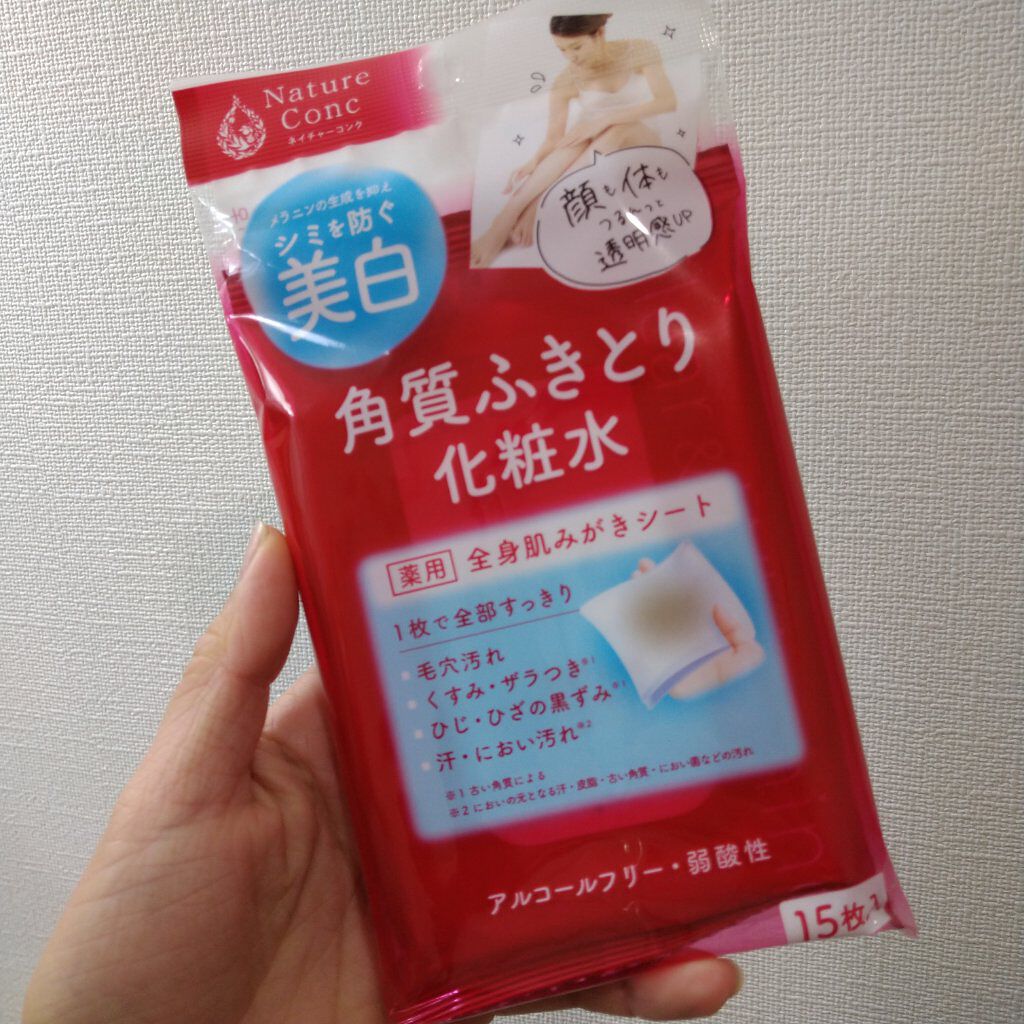 Nature
Conc
ネイチャーコンク
メラニンの生成を抑え
シミを防ぐ
美白
顔も体も
つるんっと
透明感UP
角質ふきとり
化粧水
薬用 全身肌みがきシート
1枚で全部すっきり
毛穴汚れ
くすみ・ザラつき※1
ひじ・ひざの黒ずみ※1
汗・におい汚れ※2
※1 古い角質による
※2 においの元となる汗・皮脂・古い角質・におい菌などの汚れ
アルコールフリー・弱酸性
15枚